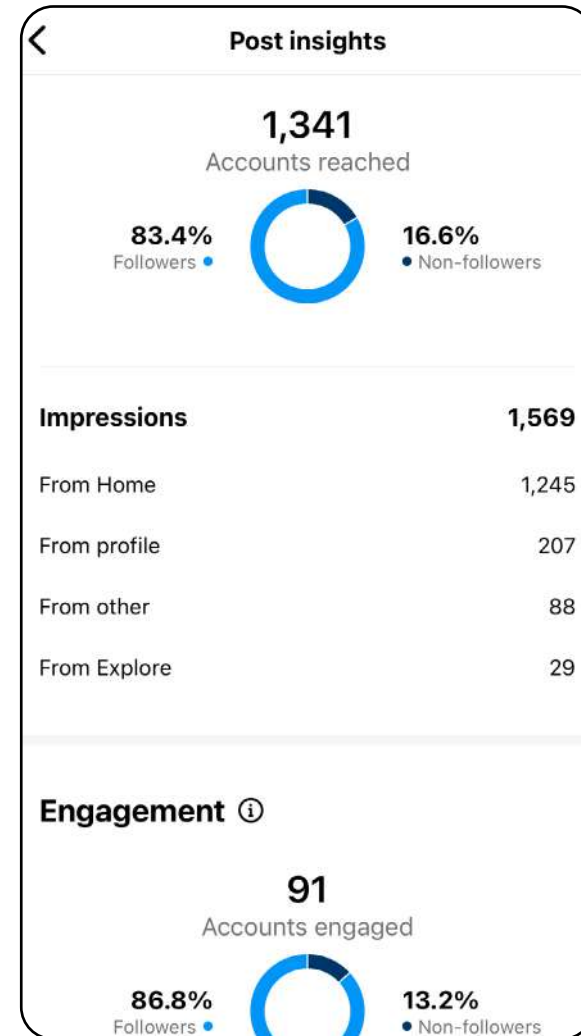 Post insights
1,341
Accounts reached
83.4%
Followers
16.6%
Non-followers
Impressions 1,569
From Home 1,245
From profile 207
From other 88
From Explore 29
Engagement
91
Accounts engaged
86.8%
Followers
13.2%
Non-followers